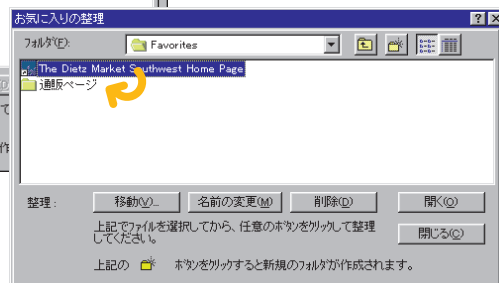 お気に入りの整理
フォルダ(F):
Favorites
The Dietz Market Southwest Home Page
通販ページ
整理:
移動(V)...
名前の変更(M)
削除(D)
開く(O)
上記でファイルを選択してから、任意のボタンをクリックして整理
してください。
閉じる(C)
上記の ボタンをクリックすると新規のフォルダが作成されます。